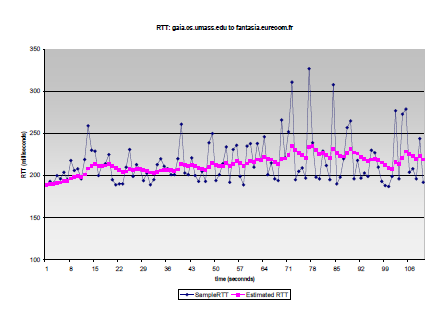 RTT: gaia.cs.umass.edu to fantasia.eurecom.fr
350
300
250
200
150
100
RTT (milliseconds)
1 8 15 22 29 36 43 50 57 64 71 78 85 92 99 106
time (seconnds)
SampleRTT Estimated RTT